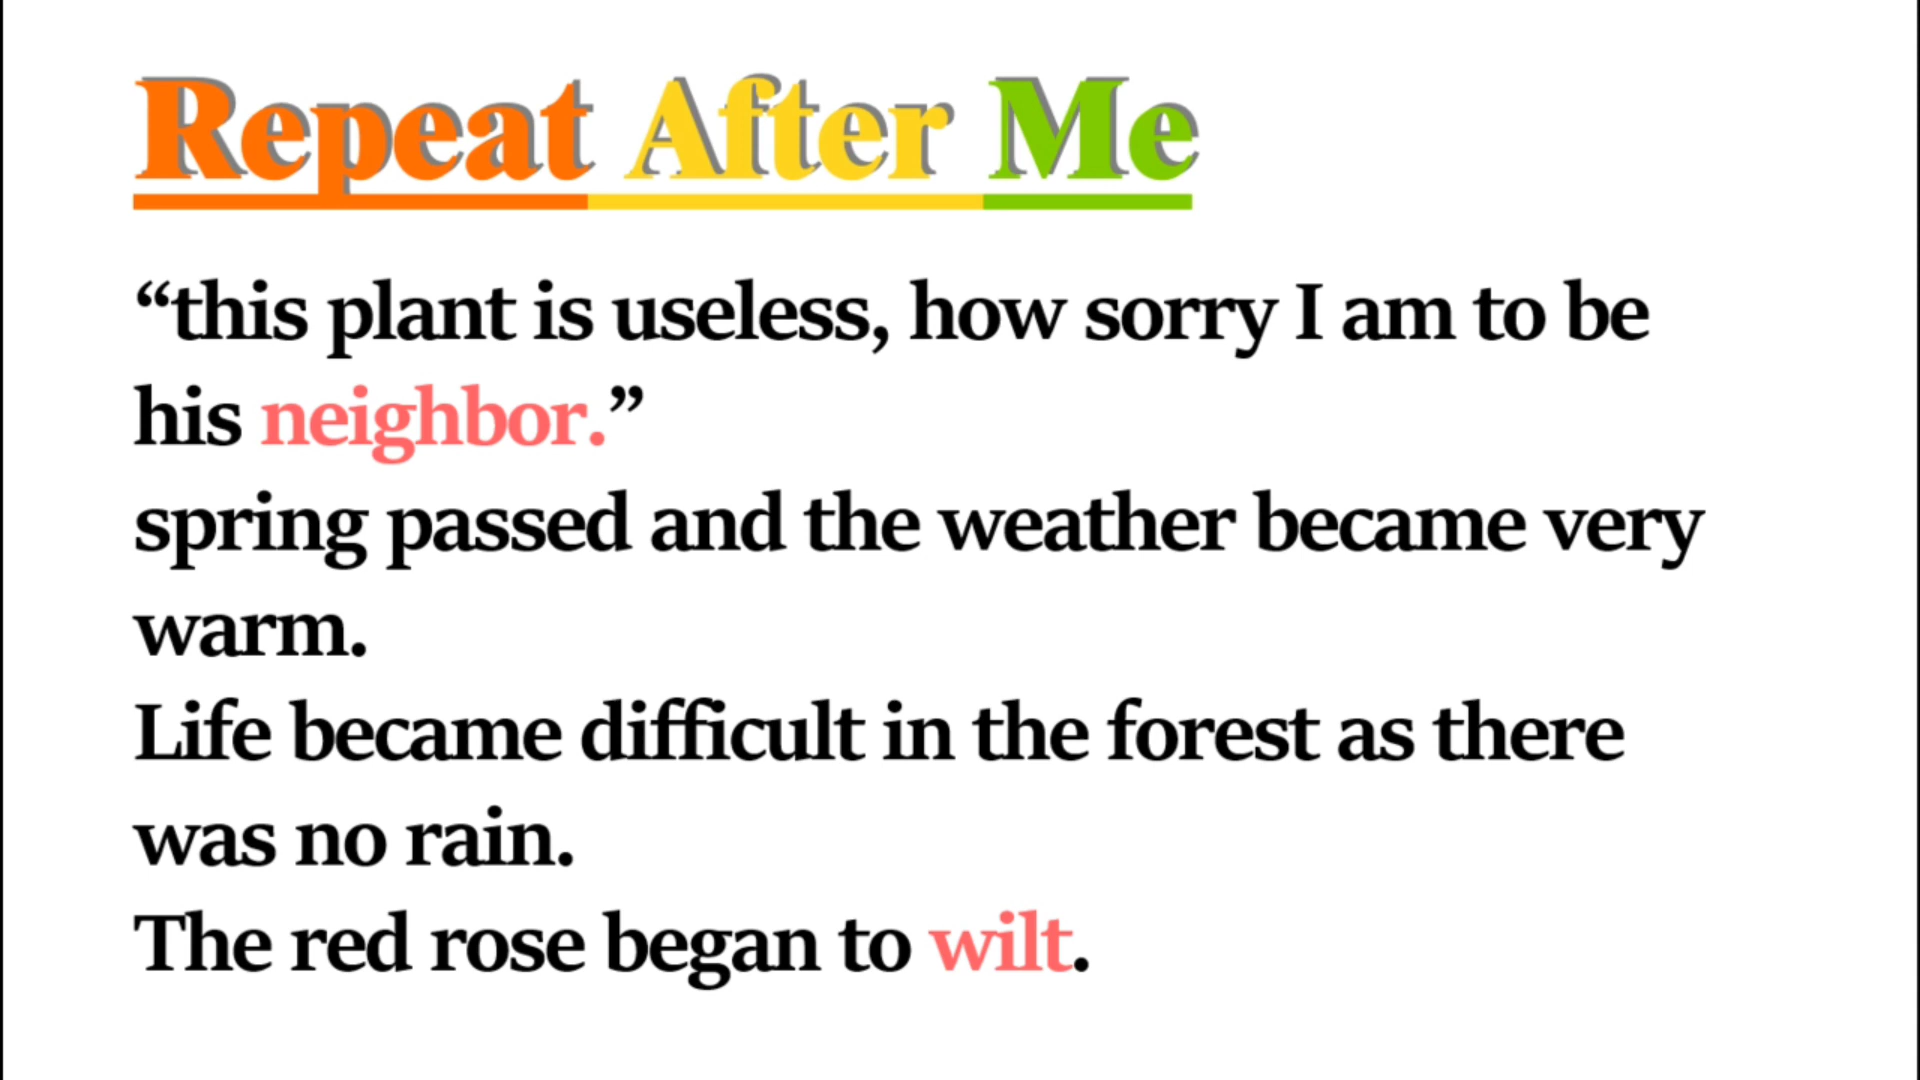 Repeat After Me
“this plant is useless, how sorry I am to be
his neighbor.”
spring passed and the weather became very
warm.
Life became difficult in the forest as there
was no rain.
The red rose began to wilt.